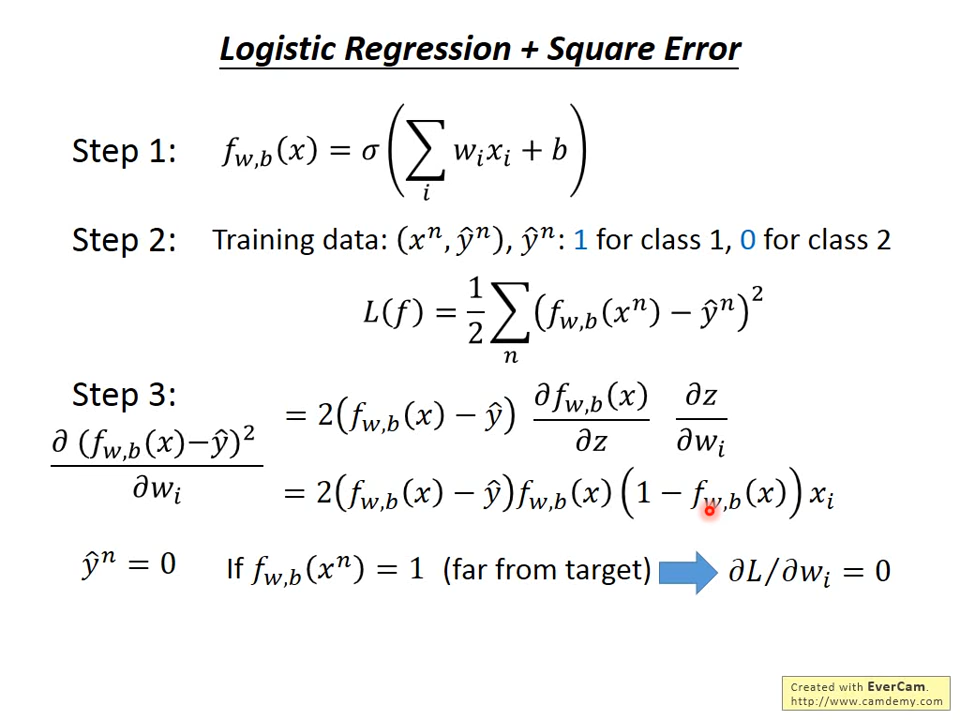 Logistic Regression + Square Error
Step 1: f_{w,b}(x) = σ(∑_i w_i x_i + b)
Step 2: Training data: (x^n, ŷ^n), ŷ^n: 1 for class 1, 0 for class 2
L(f) = 1/2 ∑_n (f_{w,b}(x^n) − ŷ^n)^2
Step 3:
∂ (f_{w,b}(x)−ŷ)^2 / ∂w_i = 2(f_{w,b}(x) − ŷ) ∂f_{w,b}(x)/∂z ∂z/∂w_i
= 2(f_{w,b}(x) − ŷ)f_{w,b}(x)(1 − f_{w,b}(x))x_i
ŷ^n = 0 If f_{w,b}(x^n) = 1 (far from target) ∂L/∂w_i = 0
Created with EverCam.
http://www.camdemy.com